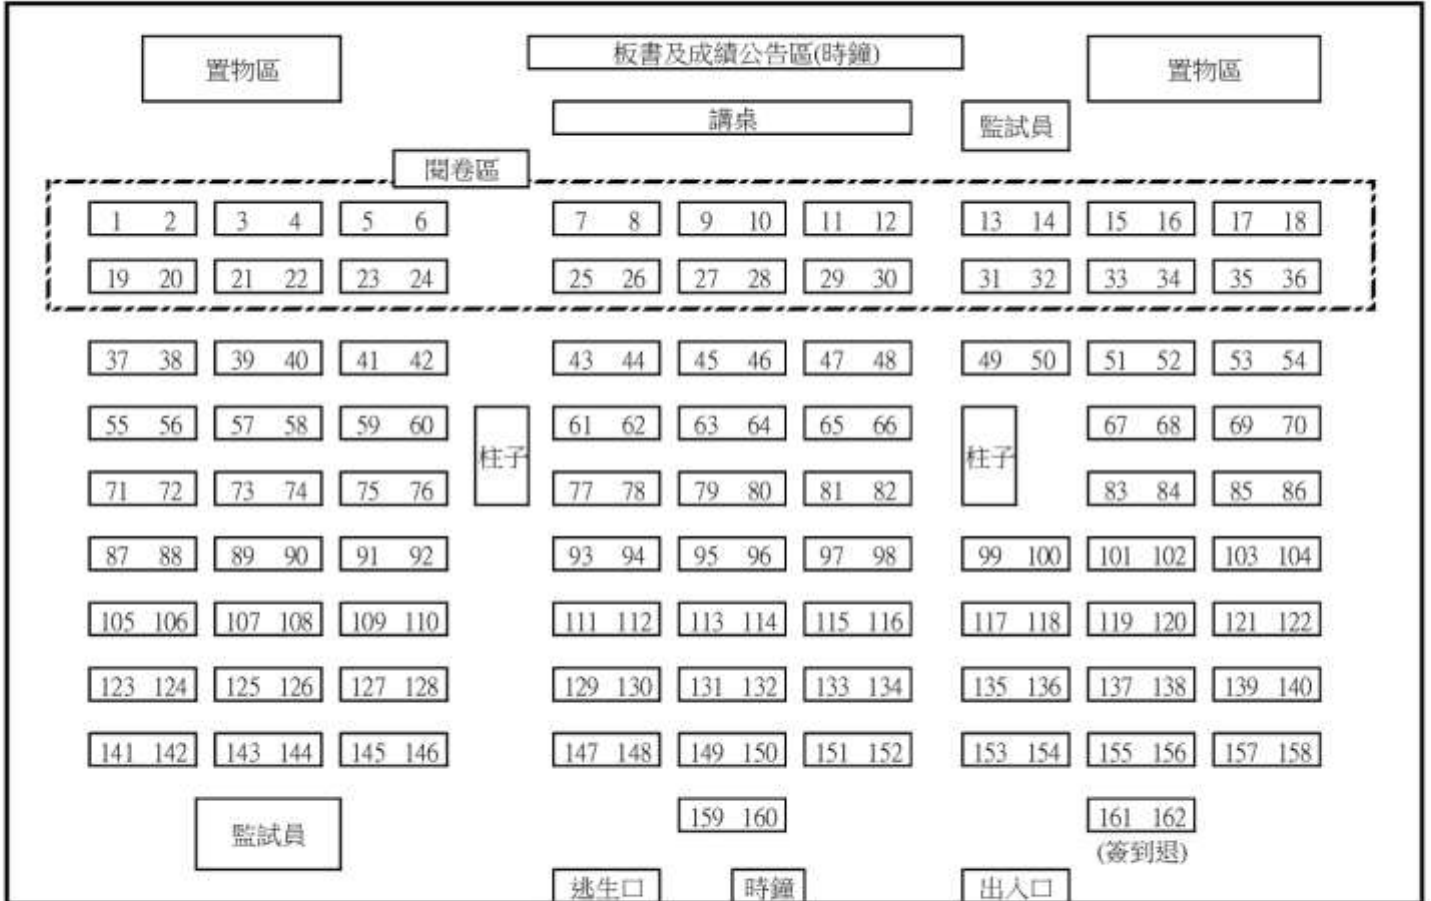 置物區 板書及成績公告區(時鐘) 置物區
講桌 監試員
閱卷區
1 2 3 4 5 6 7 8 9 10 11 12 13 14 15 16 17 18
19 20 21 22 23 24 25 26 27 28 29 30 31 32 33 34 35 36
37 38 39 40 41 42 43 44 45 46 47 48 49 50 51 52 53 54
55 56 57 58 59 60 61 62 63 64 65 66 67 68 69 70
柱子 柱子
71 72 73 74 75 76 77 78 79 80 81 82 83 84 85 86
87 88 89 90 91 92 93 94 95 96 97 98 99 100 101 102 103 104
105 106 107 108 109 110 111 112 113 114 115 116 117 118 119 120 121 122
123 124 125 126 127 128 129 130 131 132 133 134 135 136 137 138 139 140
141 142 143 144 145 146 147 148 149 150 151 152 153 154 155 156 157 158
監試員 159 160 161 162
(簽到退)
逃生口 時鐘 出入口